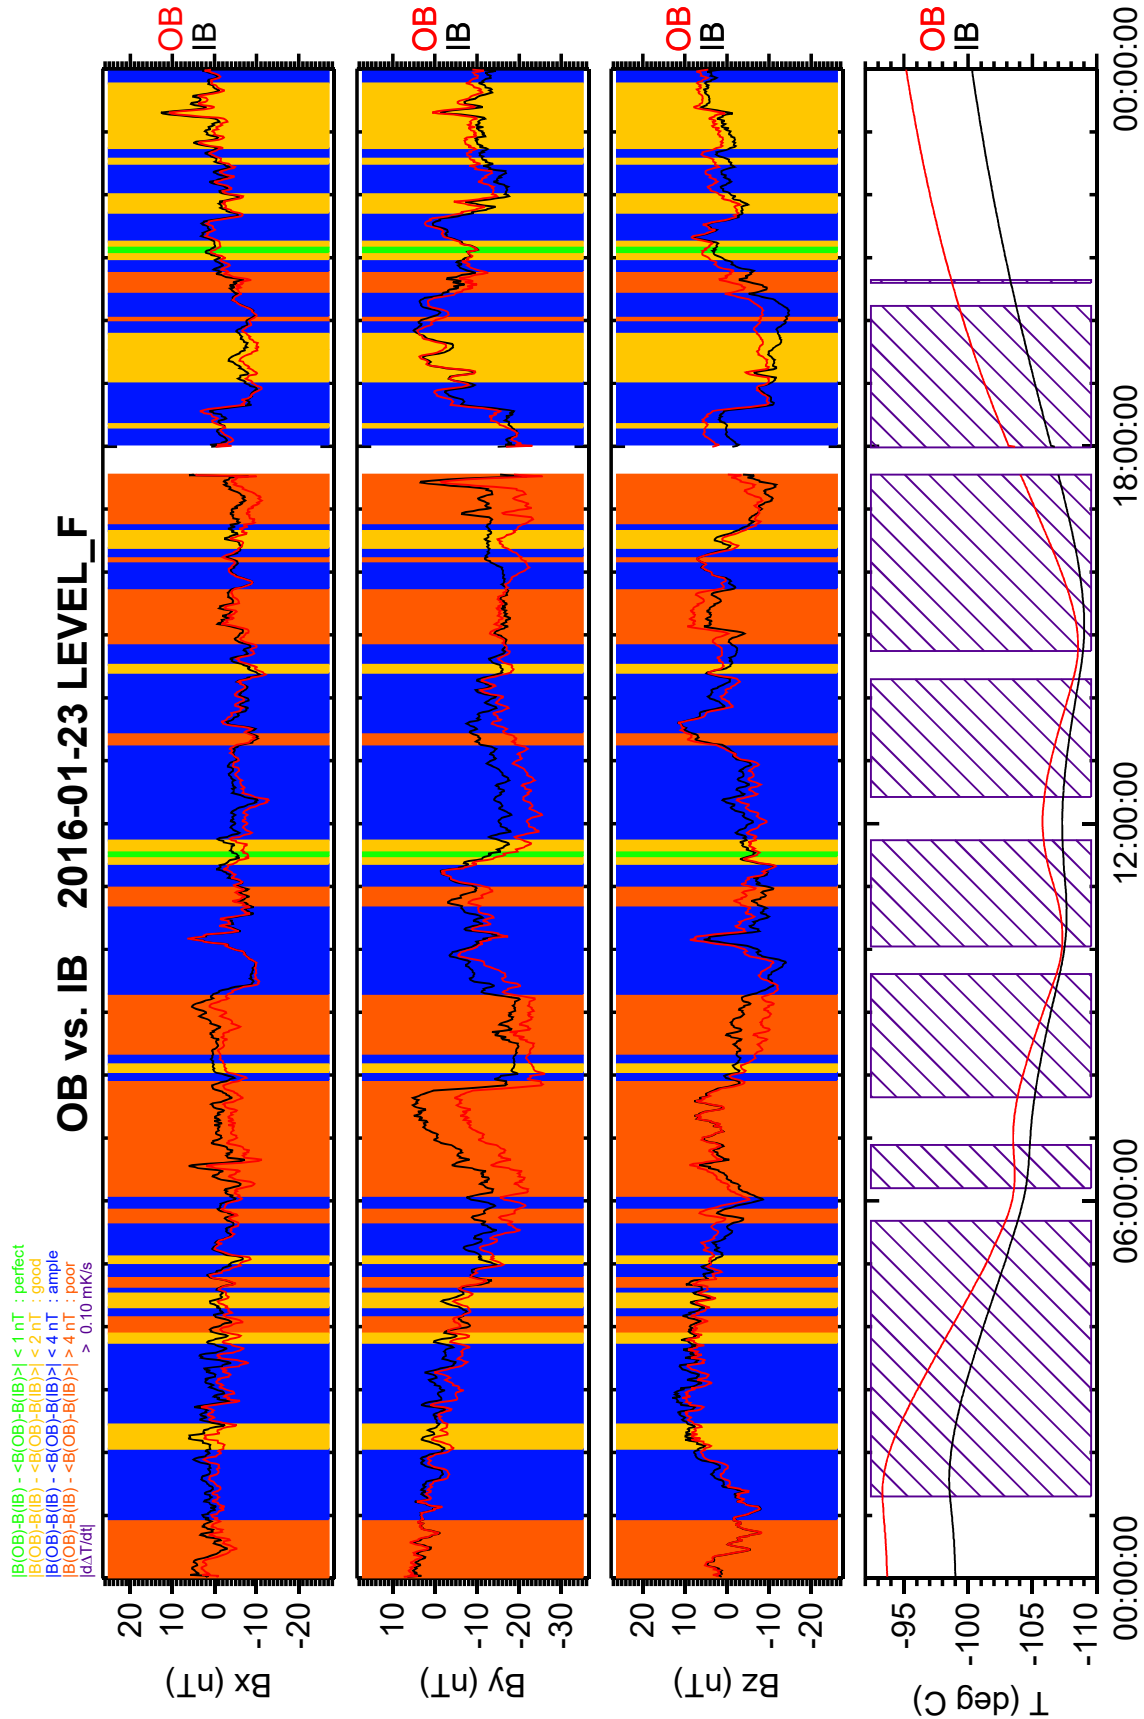 OB vs. IB 2016-01-23 LEVEL_F
|B(OB)-B(IB) - <B(OB)-B(IB)>| < 1 nT : perfect
|B(OB)-B(IB) - <B(OB)-B(IB)>| < 2 nT : good
|B(OB)-B(IB) - <B(OB)-B(IB)>| < 4 nT : ample
|B(OB)-B(IB) - <B(OB)-B(IB)>| > 4 nT : poor
|dΔT/dt| > 0.10 mK/s
Bx (nT)
20
10
0
-10
-20
OB
IB
By (nT)
10
0
-10
-20
-30
OB
IB
Bz (nT)
20
10
0
-10
-20
OB
IB
T (deg C)
-95
-100
-105
-110
OB
IB
00:00:00
06:00:00
12:00:00
18:00:00
00:00:00